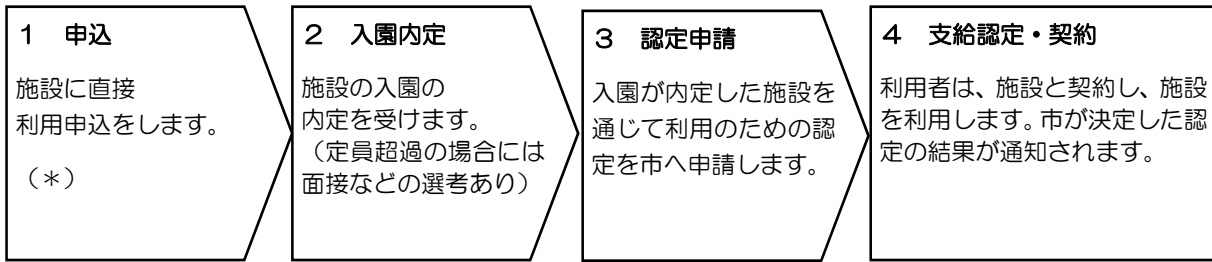 １　申込
施設に直接
利用申込をします。
（＊）
２　入園内定
施設の入園の
内定を受けます。
（定員超過の場合には
面接などの選考あり）
３　認定申請
入園が内定した施設を
通じて利用のための認
定を市へ申請します。
４　支給認定・契約
利用者は、施設と契約し、施設
を利用します。市が決定した認
定の結果が通知されます。